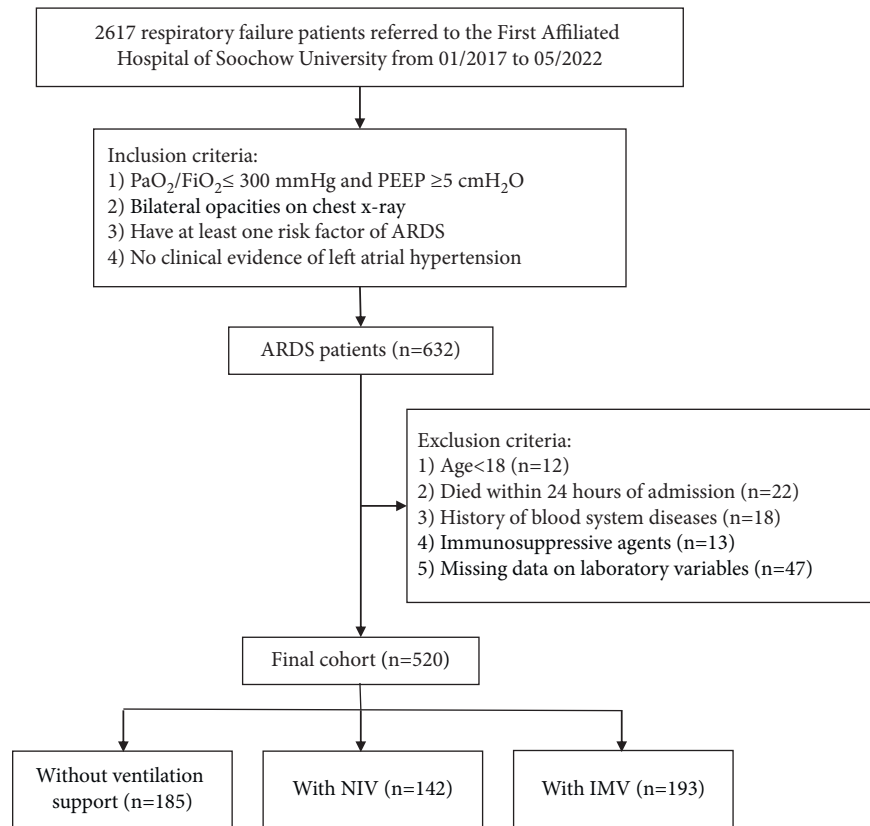 2617 respiratory failure patients referred to the First Affiliated
Hospital of Soochow University from 01/2017 to 05/2022
Inclusion criteria:
1) PaO₂/FiO₂≤ 300 mmHg and PEEP ≥5 cmH₂O
2) Bilateral opacities on chest x-ray
3) Have at least one risk factor of ARDS
4) No clinical evidence of left atrial hypertension
ARDS patients (n=632)
Exclusion criteria:
1) Age<18 (n=12)
2) Died within 24 hours of admission (n=22)
3) History of blood system diseases (n=18)
4) Immunosuppressive agents (n=13)
5) Missing data on laboratory variables (n=47)
Final cohort (n=520)
Without ventilation
support (n=185)
With NIV (n=142)
With IMV (n=193)